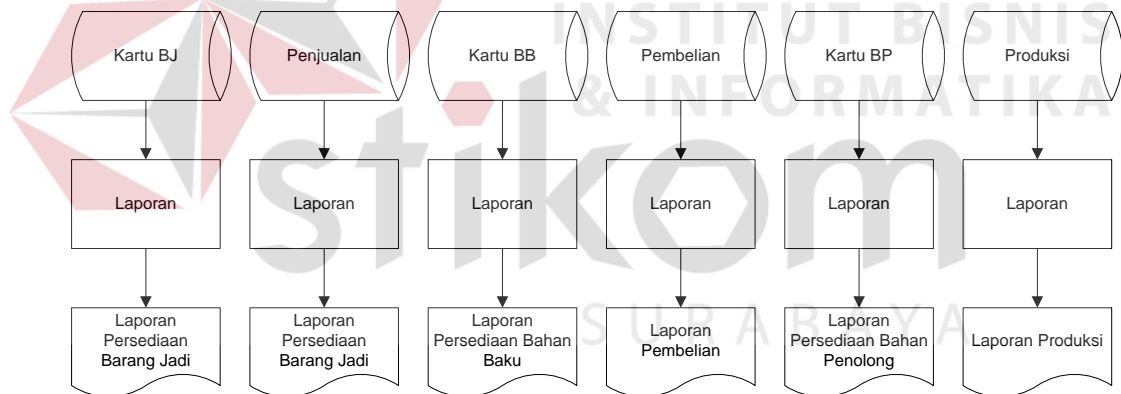 INSTITUT BISNIS
& INFORMATIKA
stikom
SURABAYA
Kartu BJ
Penjualan
Kartu BB
Pembelian
Kartu BP
Produksi
Laporan
Laporan
Laporan
Laporan
Laporan
Laporan
Laporan
Persediaan
Barang Jadi
Laporan
Persediaan
Barang Jadi
Laporan
Persediaan Bahan
Baku
Laporan
Pembelian
Laporan
Persediaan Bahan
Penolong
Laporan Produksi